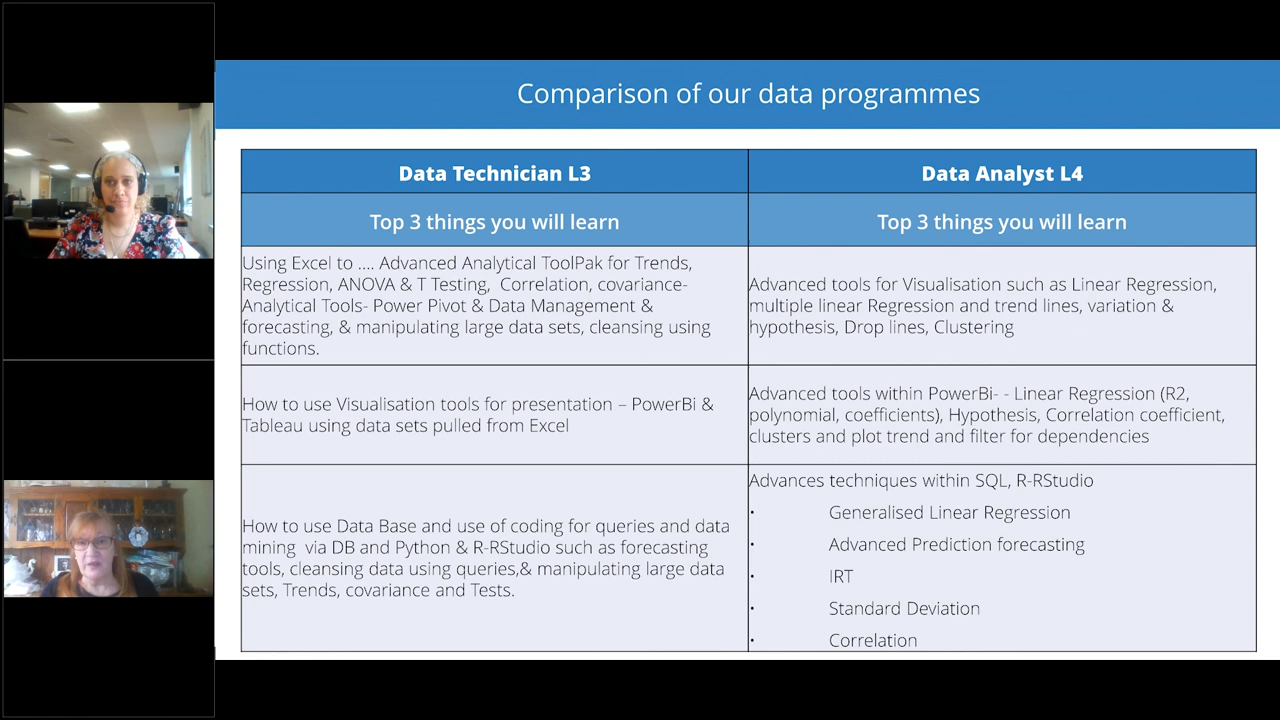 Comparison of our data programmes
Data Technician L3
Data Analyst L4
Top 3 things you will learn
Top 3 things you will learn
Using Excel to .... Advanced Analytical ToolPak for Trends,
Regression, ANOVA & T Testing,  Correlation, covariance-
Analytical Tools- Power Pivot & Data Management &
forecasting, & manipulating large data sets, cleansing using
functions.
Advanced tools for Visualisation such as Linear Regression,
multiple linear Regression and trend lines, variation &
hypothesis, Drop lines, Clustering
How to use Visualisation tools for presentation – PowerBi &
Tableau using data sets pulled from Excel
Advanced tools within PowerBi- - Linear Regression (R2,
polynomial, coefficients), Hypothesis, Correlation coefficient,
clusters and plot trend and filter for dependencies
How to use Data Base and use of coding for queries and data
mining  via DB and Python & R-RStudio such as forecasting
tools, cleansing data using queries,& manipulating large data
sets, Trends, covariance and Tests.
Advances techniques within SQL, R-RStudio
• Generalised Linear Regression
• Advanced Prediction forecasting
• IRT
• Standard Deviation
• Correlation